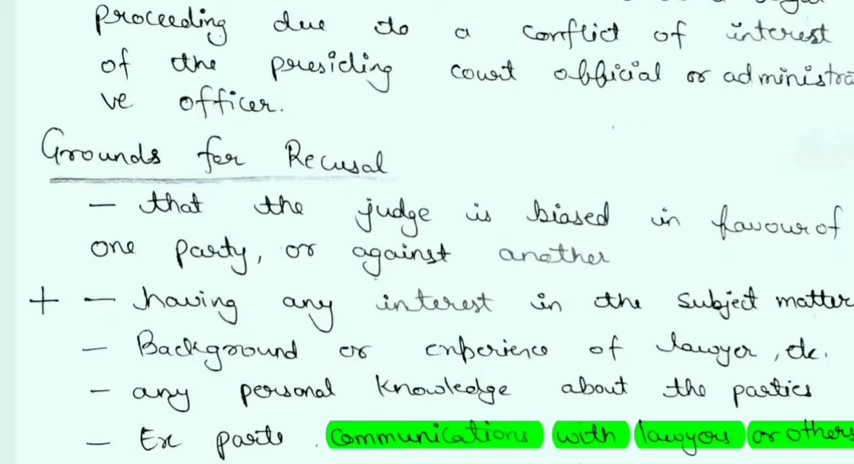 proceeding due to a conflict of interest
of the presiding court official or administra
ve officer.
Grounds for Recusal
- that the judge is biased in favour of
one party, or against another
+ - having any interest in the subject matter
- Background or experience of lawyer, etc.
- any personal knowledge about the parties
- Ex parte . communications with lawyers or others